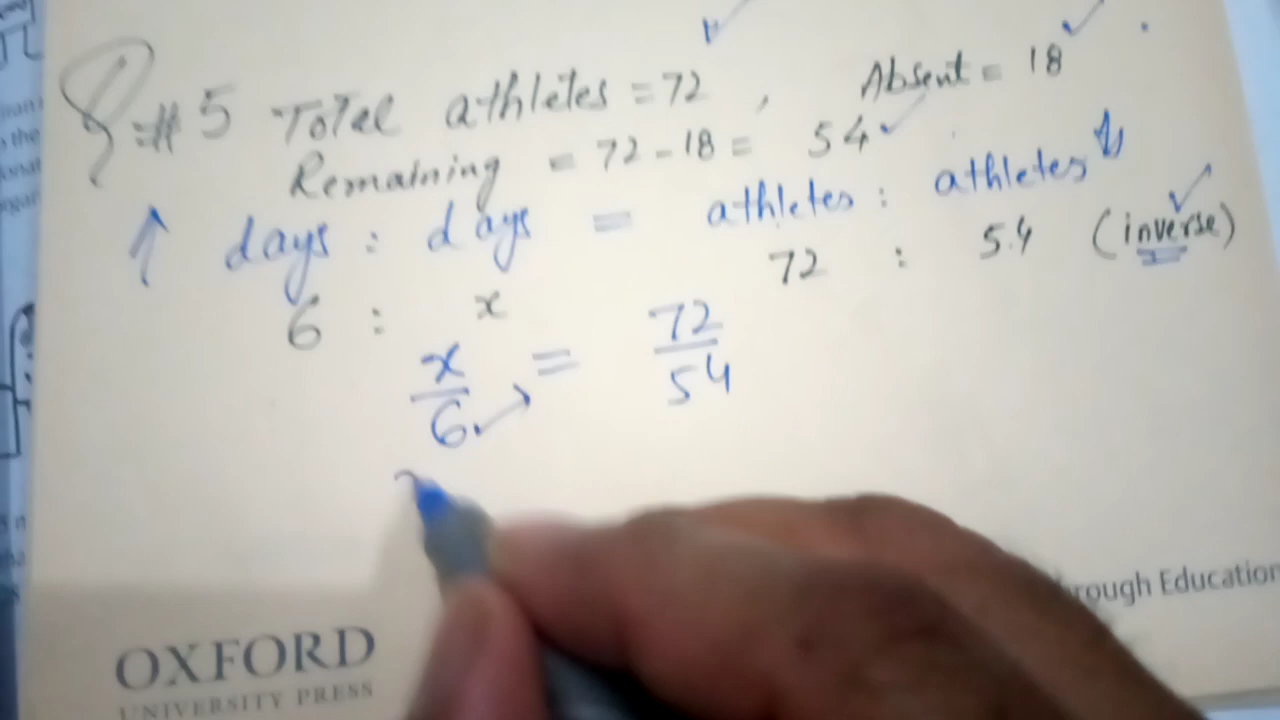 Q#5 Total athletes = 72 , Absent = 18
Remaining = 72 - 18 = 54
days : days = athletes : athletes
6 : x 72 : 54 (inverse)
x/6 = 72/54
OXFORD
UNIVERSITY PRESS
rough Education